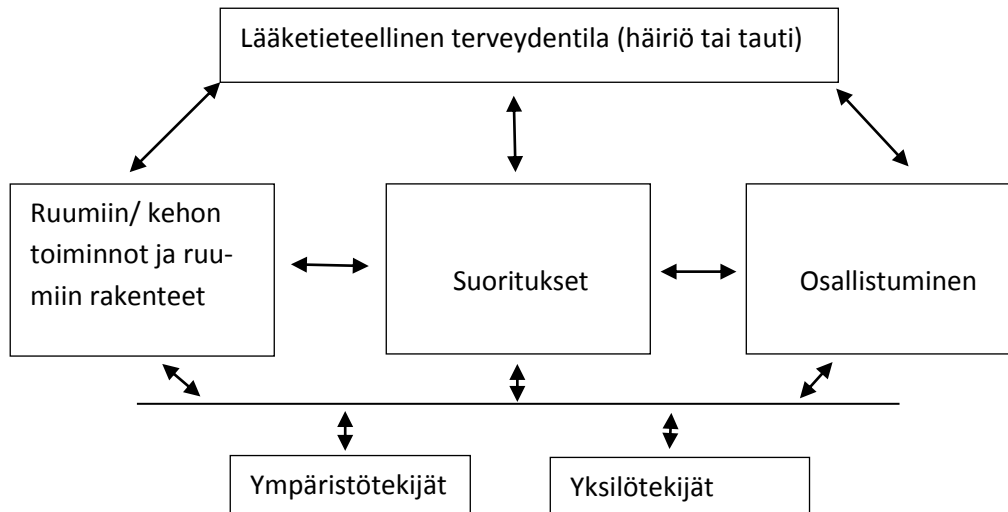 Lääketieteellinen terveydentila (häiriö tai tauti)
Ruumiin/ kehon
toiminnot ja ruu-
miin rakenteet
Suoritukset
Osallistuminen
Ympäristötekijät
Yksilötekijät